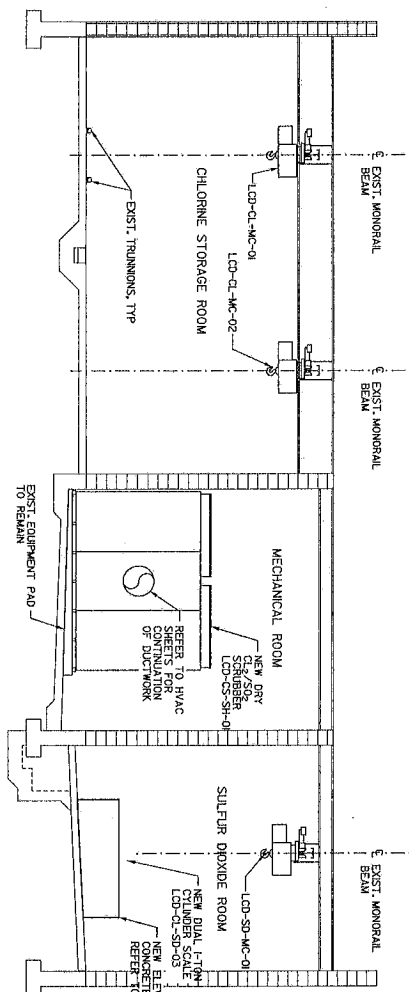 ℄ EXIST. MONORAIL
BEAM
LCD-CL-MC-01
CHLORINE STORAGE ROOM
EXIST. TRUNNIONS, TYP
℄ EXIST. MONORAIL
BEAM
LCD-CL-MC-02
MECHANICAL ROOM
NEW DRY
CL2/SO2
SCRUBBER
LCD-CS-SH-01
REFER TO HVAC
SHEETS FOR
CONTINUATION
OF DUCTWORK
EXIST. EQUIPMENT PAD
TO REMAIN
℄ EXIST. MONORAIL
BEAM
LCD-SD-MC-01
SULFUR DIOXIDE ROOM
NEW DUAL 1-TON
CYLINDER SCALE
LCD-CL-SD-03
NEW ELE
CONCRETE
REFER TO